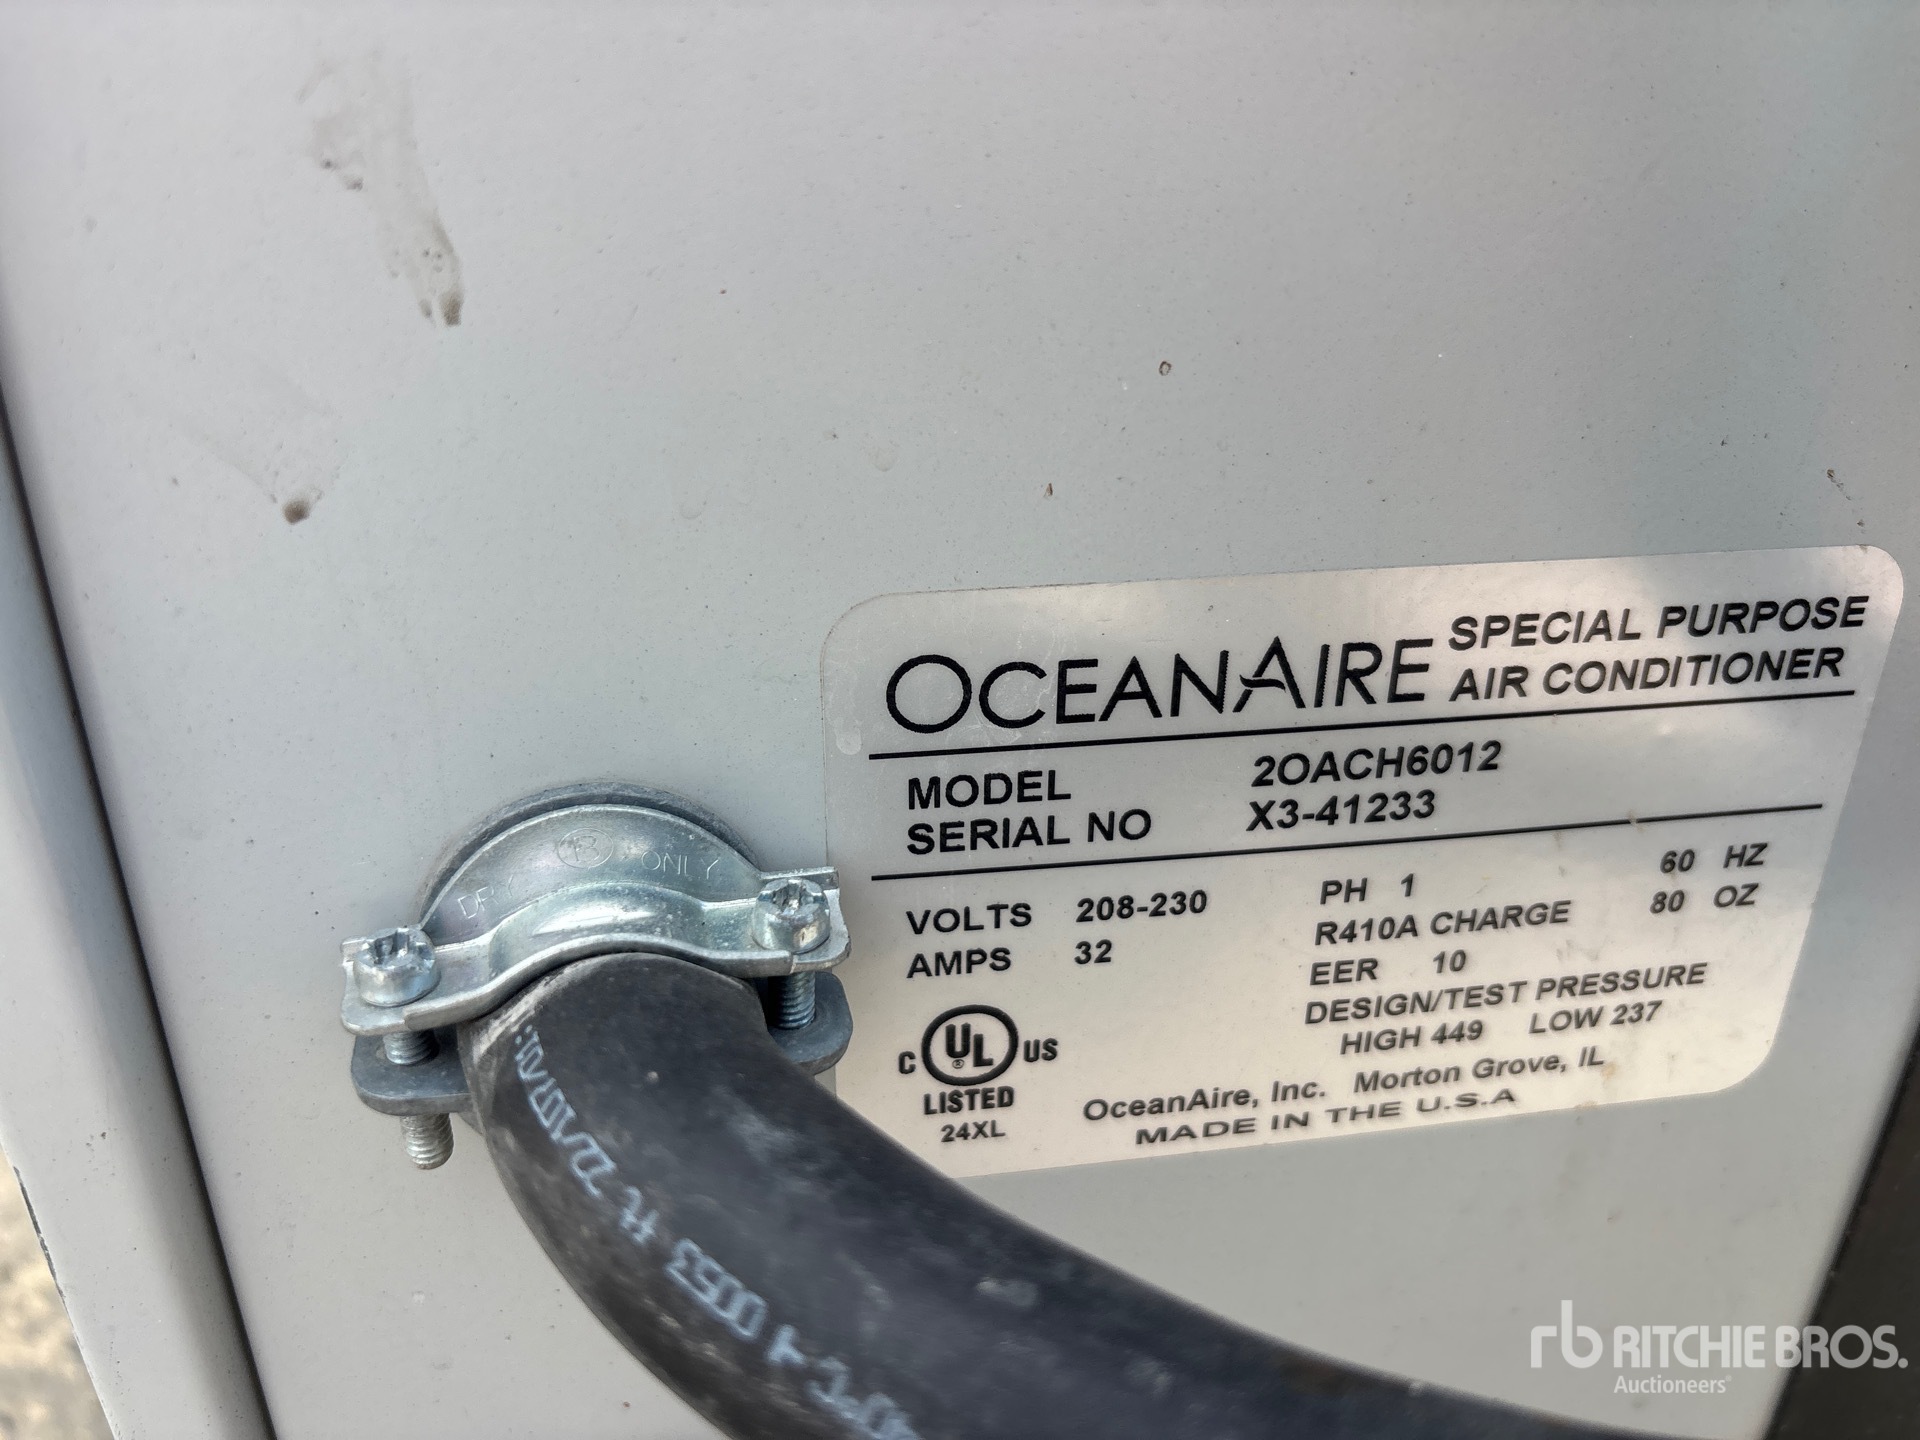 OCEANAIRE SPECIAL PURPOSE
AIR CONDITIONER
MODEL 2OACH6012
SERIAL NO X3-41233
VOLTS 208-230 PH 1 60 HZ
AMPS 32 R410A CHARGE 80 OZ
EER 10
DESIGN/TEST PRESSURE
HIGH 449 LOW 237
C UL ® US
LISTED
24XL
OceanAire, Inc. Morton Grove, IL
MADE IN THE U.S.A
DRY ONLY
0053
rb RITCHIE BROS.
Auctioneers